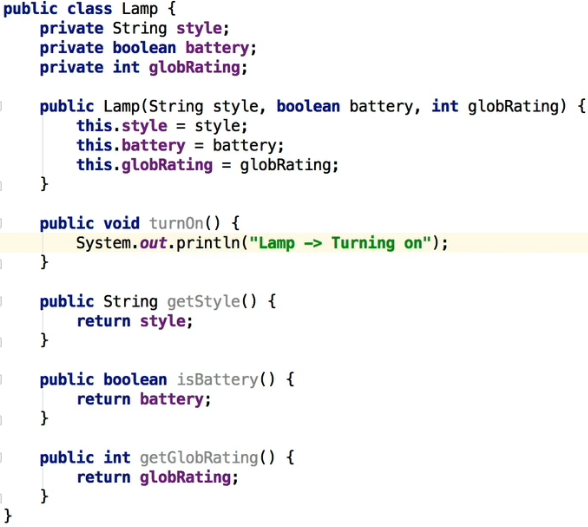 public class Lamp {
    private String style;
    private boolean battery;
    private int globRating;

    public Lamp(String style, boolean battery, int globRating) {
        this.style = style;
        this.battery = battery;
        this.globRating = globRating;
    }

    public void turnOn() {
        System.out.println("Lamp -> Turning on");
    }

    public String getStyle() {
        return style;
    }

    public boolean isBattery() {
        return battery;
    }

    public int getGlobRating() {
        return globRating;
    }
}